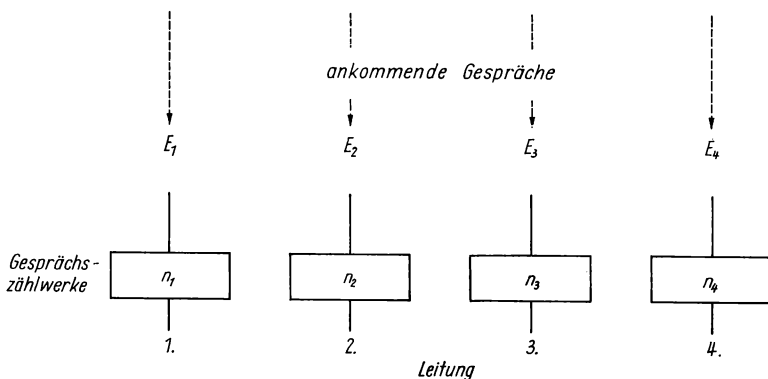 ankommende Gespräche
E₁ E₂ E₃ E₄
Gesprächs-
zählwerke
n₁ n₂ n₃ n₄
1. 2. 3. 4.
Leitung